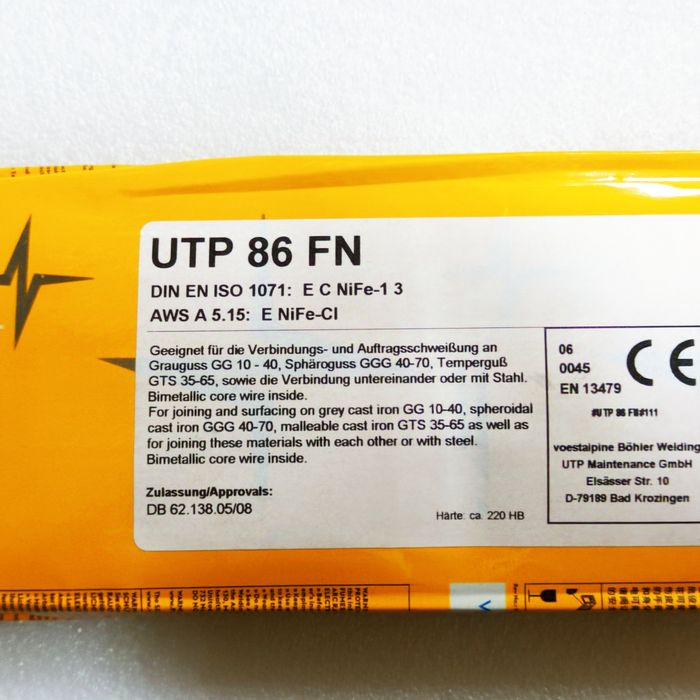 UTP 86 FN
DIN EN ISO 1071: E C NiFe-1 3
AWS A 5.15: E NiFe-CI
Geeignet für die Verbindungs- und Auftragsschweißung an
Grauguss GG 10 - 40, Sphäroguss GGG 40-70, Temperguß
GTS 35-65, sowie die Verbindung untereinander oder mit Stahl.
Bimetallic core wire inside.
For joining and surfacing on grey cast iron GG 10-40, spheroidal
cast iron GGG 40-70, malleable cast iron GTS 35-65 as well as
for joining these materials with each other or with steel.
Bimetallic core wire inside.
Zulassung/Approvals:
DB 62.138.05/08
Härte: ca. 220 HB
06
0045
CE
EN 13479
#UTP 86 FN#111
voestalpine Böhler Welding
UTP Maintenance GmbH
Elsässer Str. 10
D-79189 Bad Krozingen